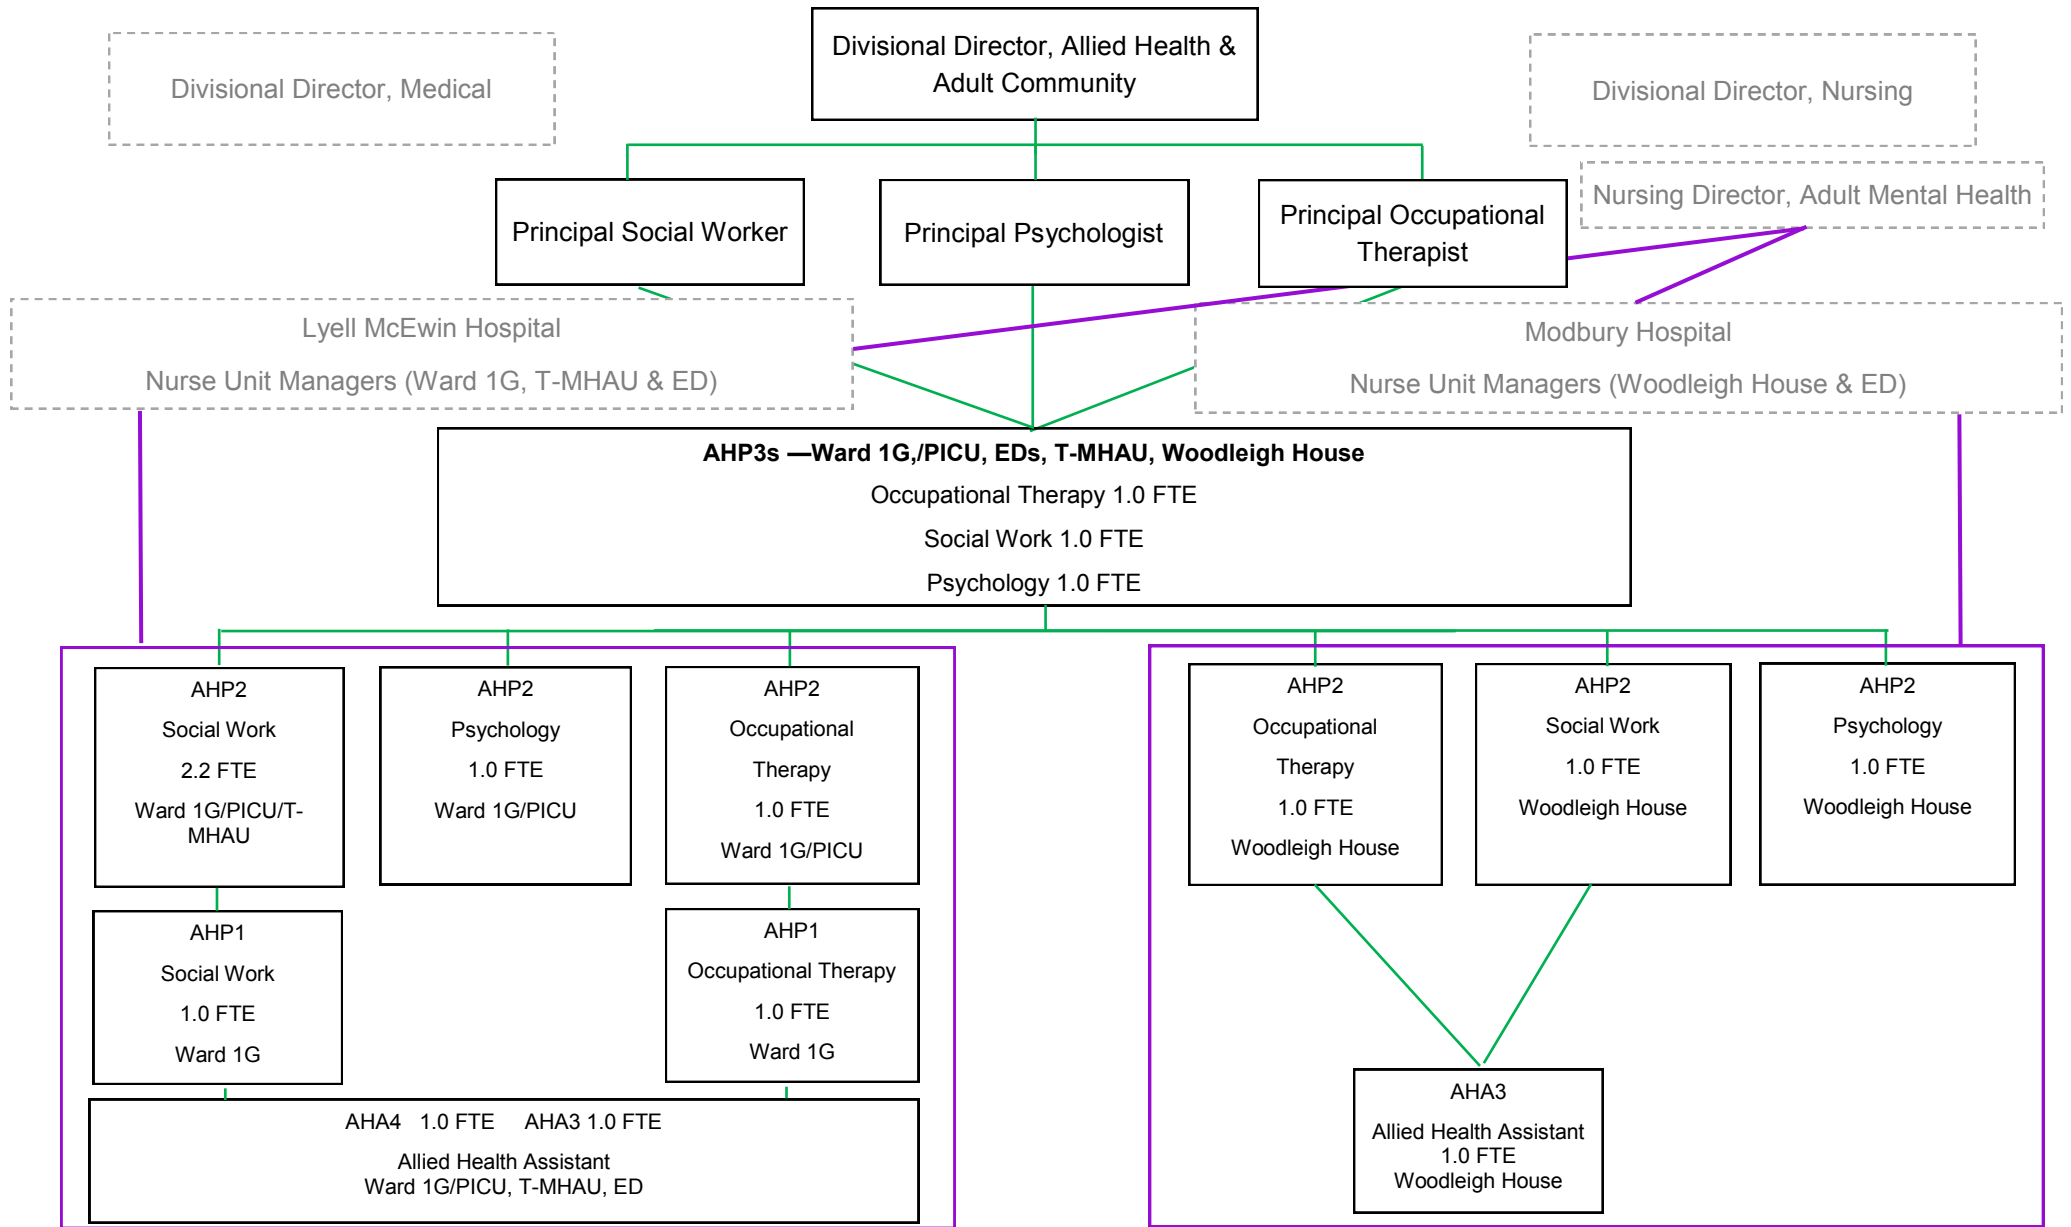 Divisional Director, Medical
Divisional Director, Allied Health &
Adult Community
Divisional Director, Nursing
Nursing Director, Adult Mental Health
Principal Social Worker
Principal Psychologist
Principal Occupational
Therapist
Lyell McEwin Hospital
Nurse Unit Managers (Ward 1G, T-MHAU & ED)
Modbury Hospital
Nurse Unit Managers (Woodleigh House & ED)
AHP3s —Ward 1G,/PICU, EDs, T-MHAU, Woodleigh House
Occupational Therapy 1.0 FTE
Social Work 1.0 FTE
Psychology 1.0 FTE
AHP2
Social Work
2.2 FTE
Ward 1G/PICU/T-
MHAU
AHP2
Psychology
1.0 FTE
Ward 1G/PICU
AHP2
Occupational
Therapy
1.0 FTE
Ward 1G/PICU
AHP2
Occupational
Therapy
1.0 FTE
Woodleigh House
AHP2
Social Work
1.0 FTE
Woodleigh House
AHP2
Psychology
1.0 FTE
Woodleigh House
AHP1
Social Work
1.0 FTE
Ward 1G
AHP1
Occupational Therapy
1.0 FTE
Ward 1G
AHA4 1.0 FTE AHA3 1.0 FTE
Allied Health Assistant
Ward 1G/PICU, T-MHAU, ED
AHA3
Allied Health Assistant
1.0 FTE
Woodleigh House